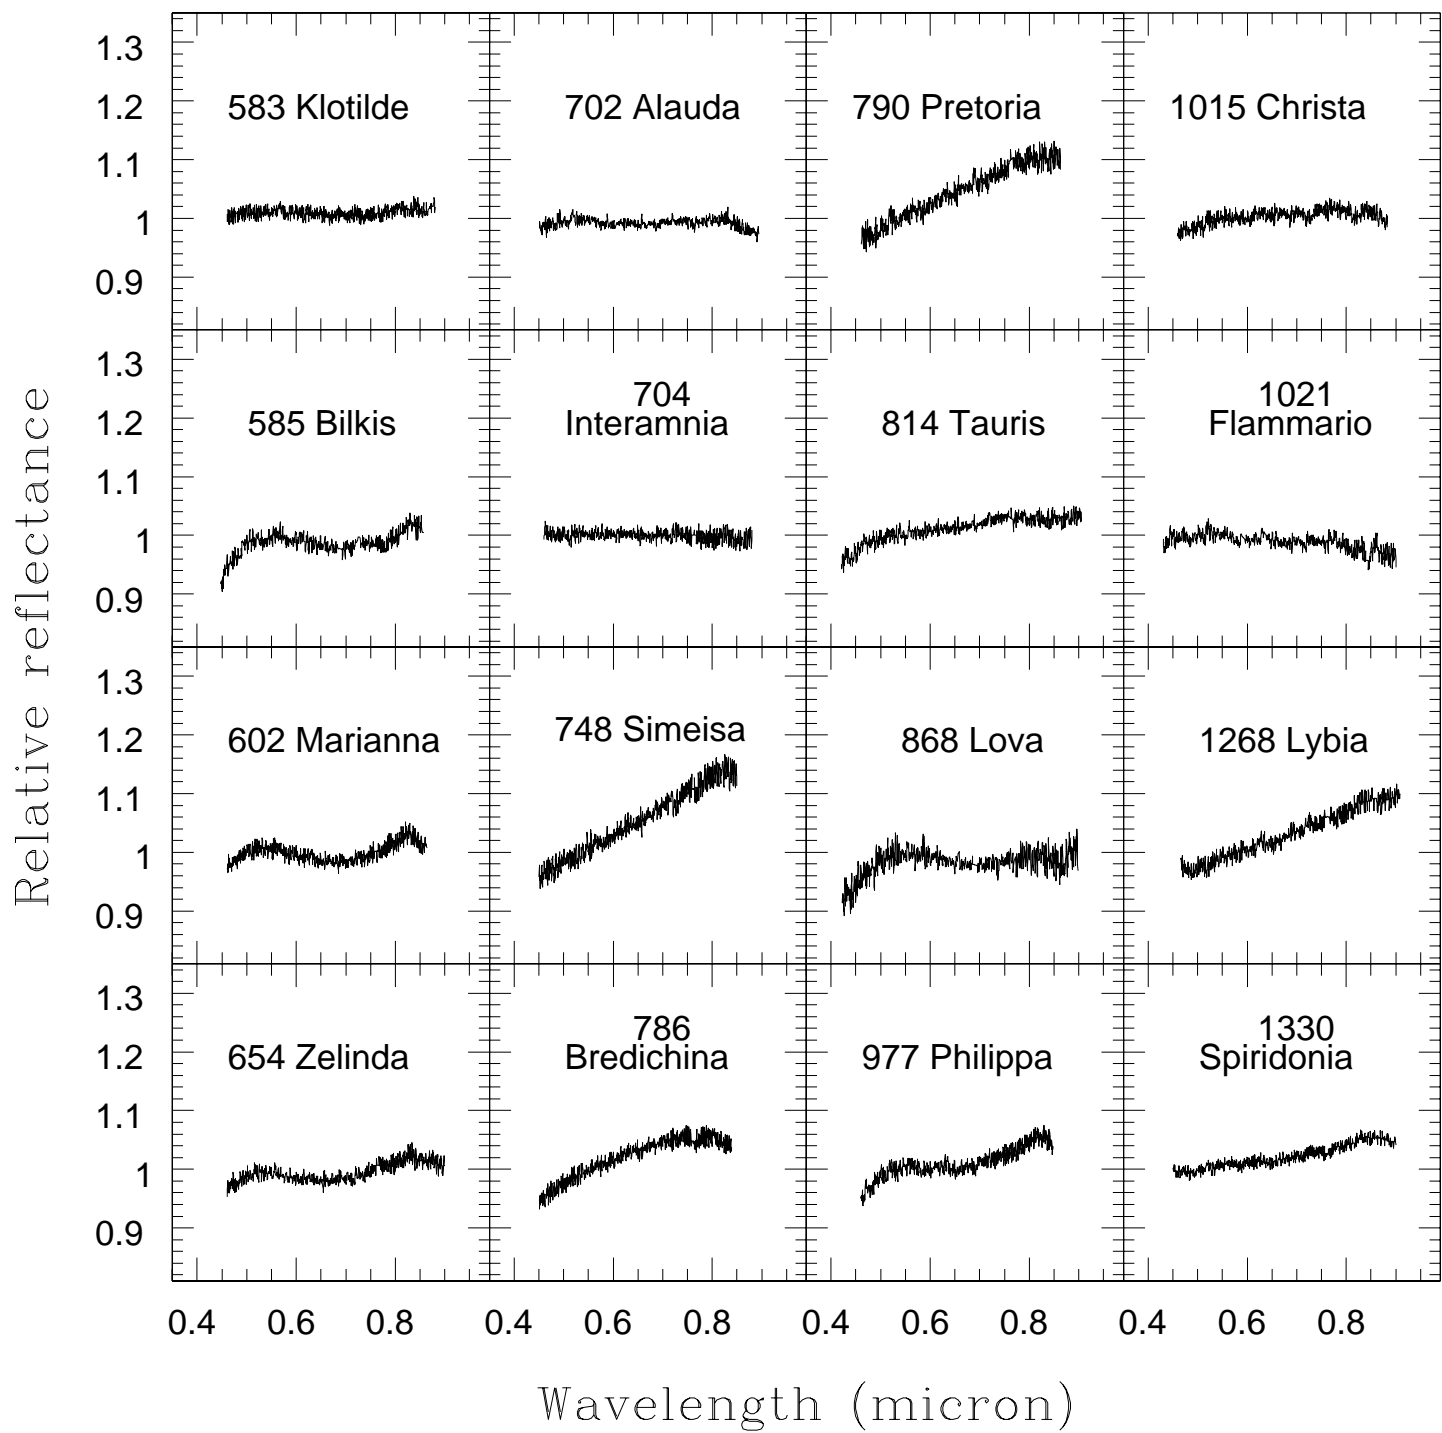 1.3
1.2
1.1
1
0.9
583 Klotilde
702 Alauda
790 Pretoria
1015 Christa
1.3
1.2
1.1
1
0.9
585 Bilkis
704
Interamnia
814 Tauris
1021
Flammario
1.3
1.2
1.1
1
0.9
602 Marianna
748 Simeisa
868 Lova
1268 Lybia
1.3
1.2
1.1
1
0.9
654 Zelinda
786
Bredichina
977 Philippa
1330
Spiridonia
0.4 0.6 0.8 0.4 0.6 0.8 0.4 0.6 0.8 0.4 0.6 0.8
Wavelength (micron)
Relative reflectance